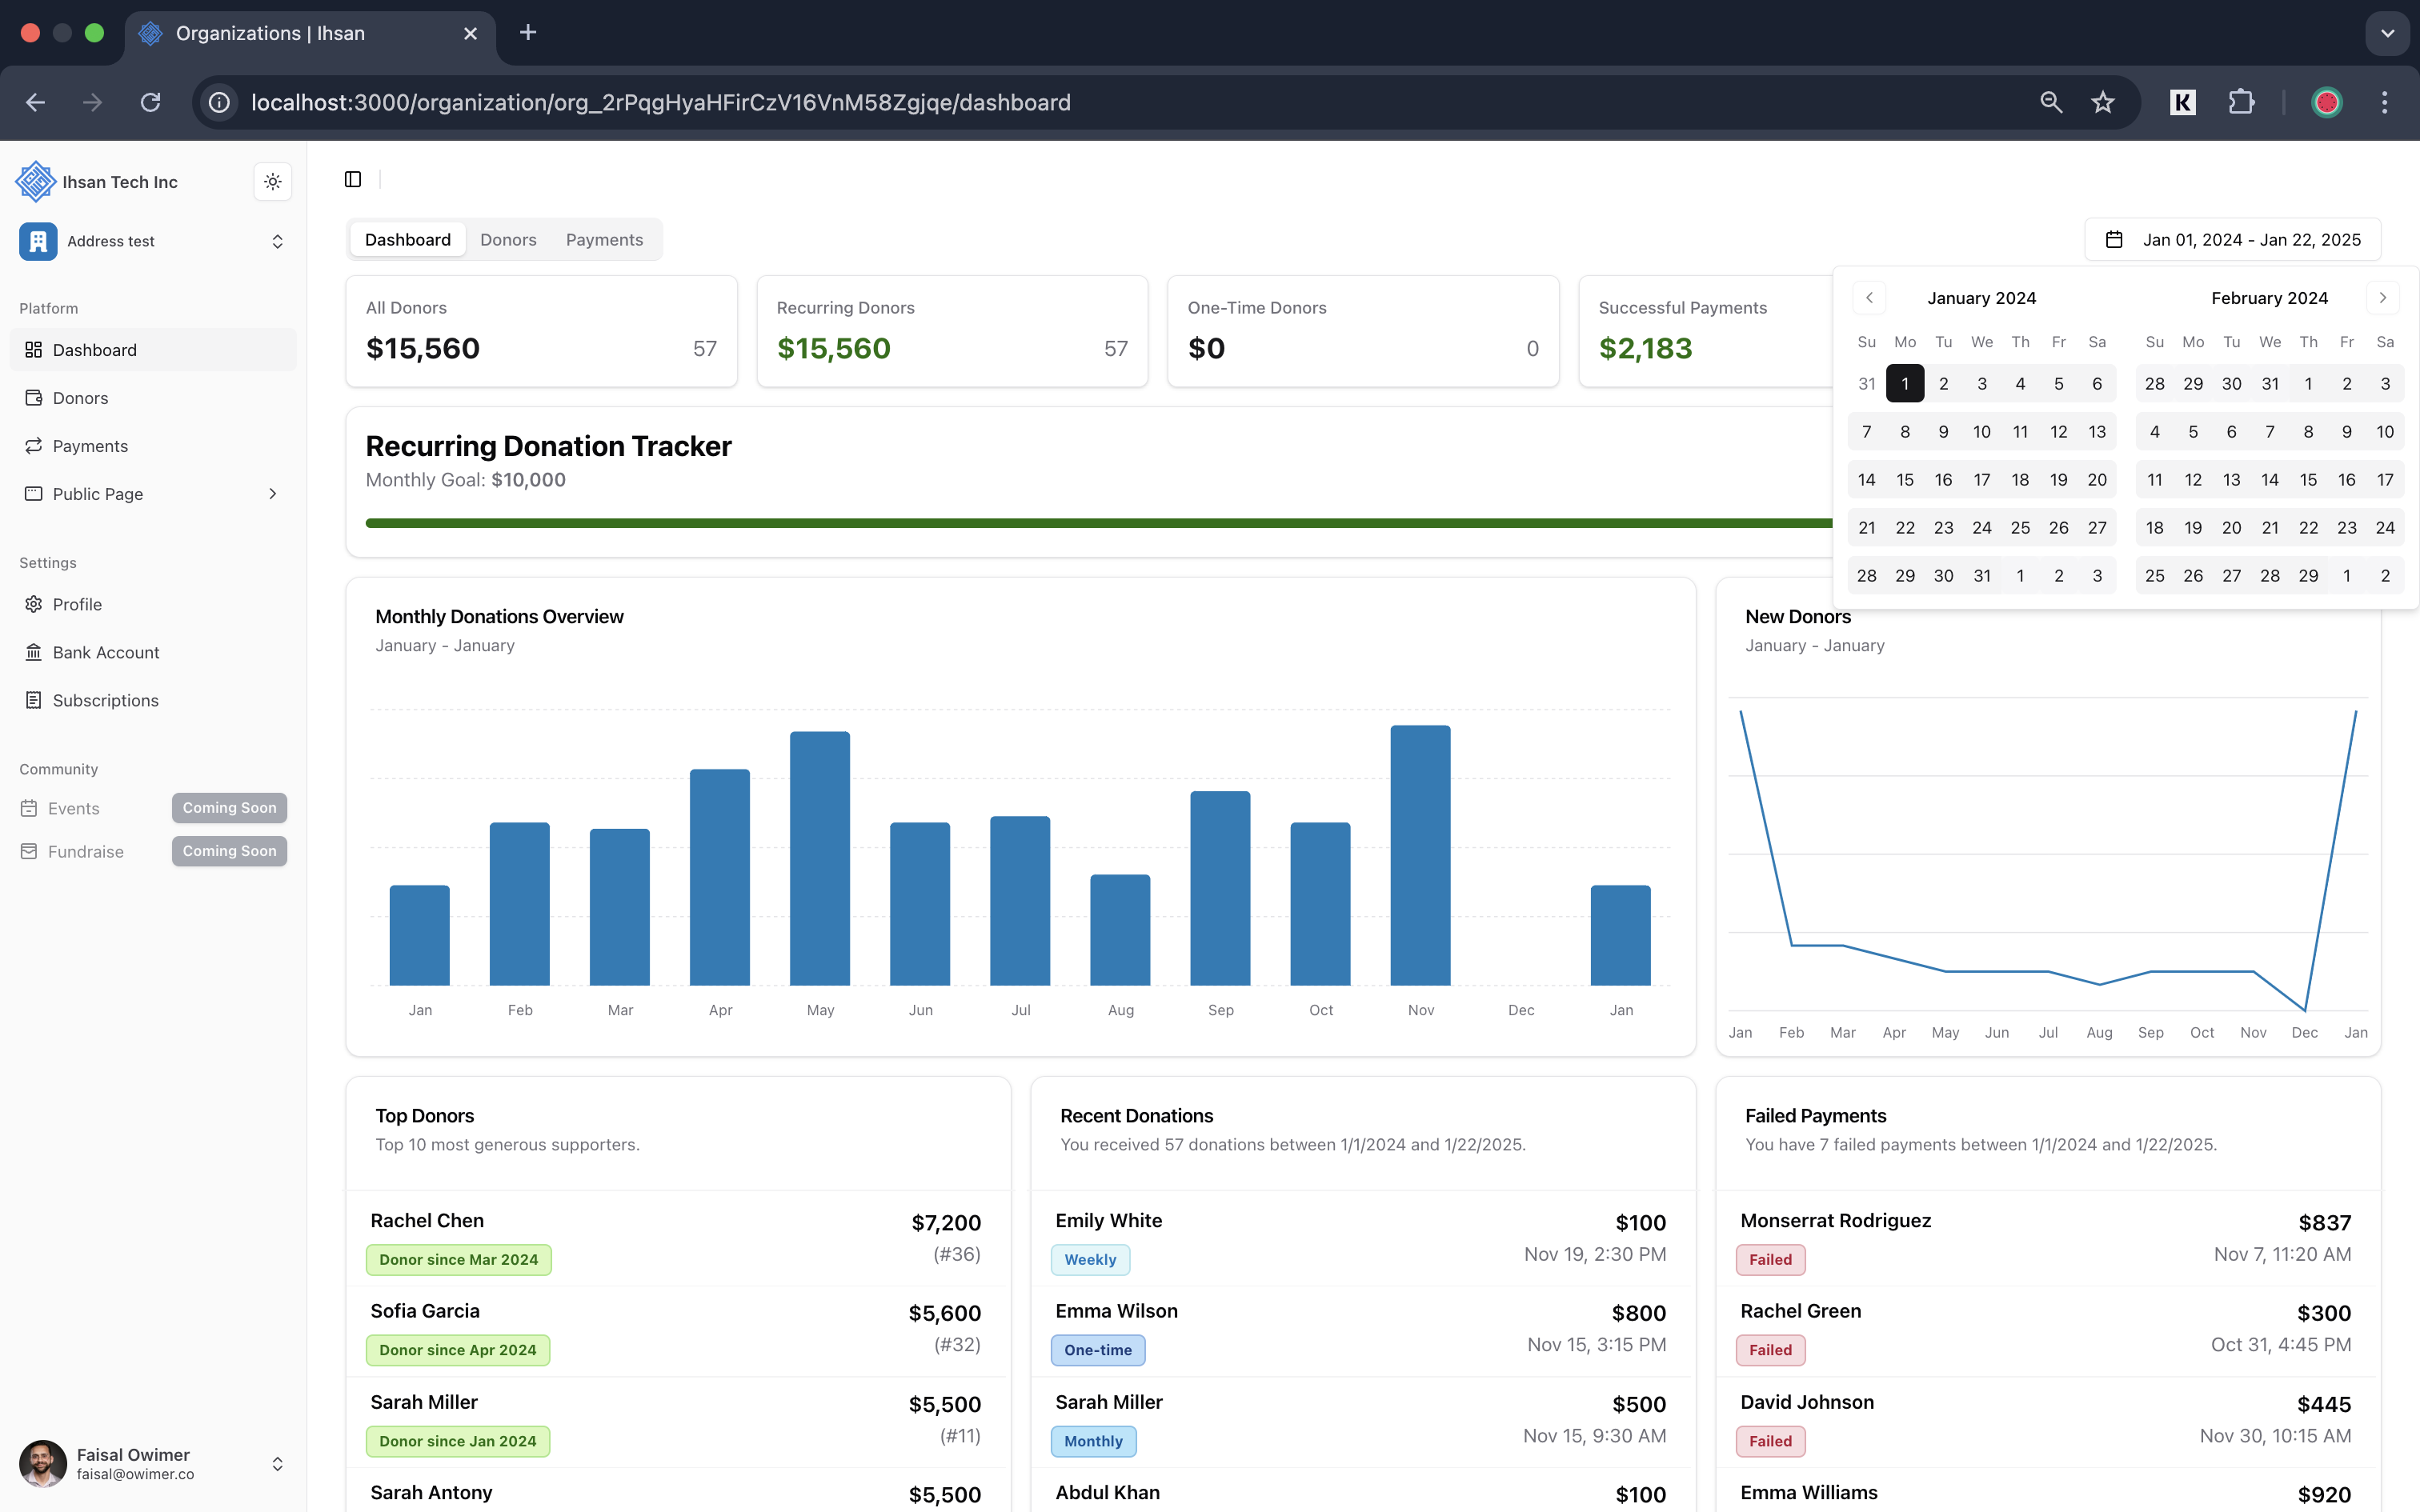 Organizations | Ihsan
localhost:3000/organization/org_2rPqgHyaHFirCzV16VnM58Zgjqe/dashboard
K
Ihsan Tech Inc
Address test
Platform
Dashboard
Donors
Payments
Public Page
Settings
Profile
Bank Account
Subscriptions
Community
Events Coming Soon
Fundraise Coming Soon
Faisal Owimer
faisal@owimer.co
Dashboard Donors Payments
Jan 01, 2024 - Jan 22, 2025
All Donors
$15,560 57
Recurring Donors
$15,560 57
One-Time Donors
$0 0
Successful Payments
$2,183
January 2024
Su Mo Tu We Th Fr Sa
31 1 2 3 4 5 6
7 8 9 10 11 12 13
14 15 16 17 18 19 20
21 22 23 24 25 26 27
28 29 30 31 1 2 3
February 2024
Su Mo Tu We Th Fr Sa
28 29 30 31 1 2 3
4 5 6 7 8 9 10
11 12 13 14 15 16 17
18 19 20 21 22 23 24
25 26 27 28 29 1 2
Recurring Donation Tracker
Monthly Goal: $10,000
Monthly Donations Overview
January - January
Jan Feb Mar Apr May Jun Jul Aug Sep Oct Nov Dec Jan
New Donors
January - January
Jan Feb Mar Apr May Jun Jul Aug Sep Oct Nov Dec Jan
Top Donors
Top 10 most generous supporters.
Rachel Chen $7,200
Donor since Mar 2024 (#36)
Sofia Garcia $5,600
Donor since Apr 2024 (#32)
Sarah Miller $5,500
Donor since Jan 2024 (#11)
Sarah Antony $5,500
Recent Donations
You received 57 donations between 1/1/2024 and 1/22/2025.
Emily White $100
Weekly Nov 19, 2:30 PM
Emma Wilson $800
One-time Nov 15, 3:15 PM
Sarah Miller $500
Monthly Nov 15, 9:30 AM
Abdul Khan $100
Failed Payments
You have 7 failed payments between 1/1/2024 and 1/22/2025.
Monserrat Rodriguez $837
Failed Nov 7, 11:20 AM
Rachel Green $300
Failed Oct 31, 4:45 PM
David Johnson $445
Failed Nov 30, 10:15 AM
Emma Williams $920